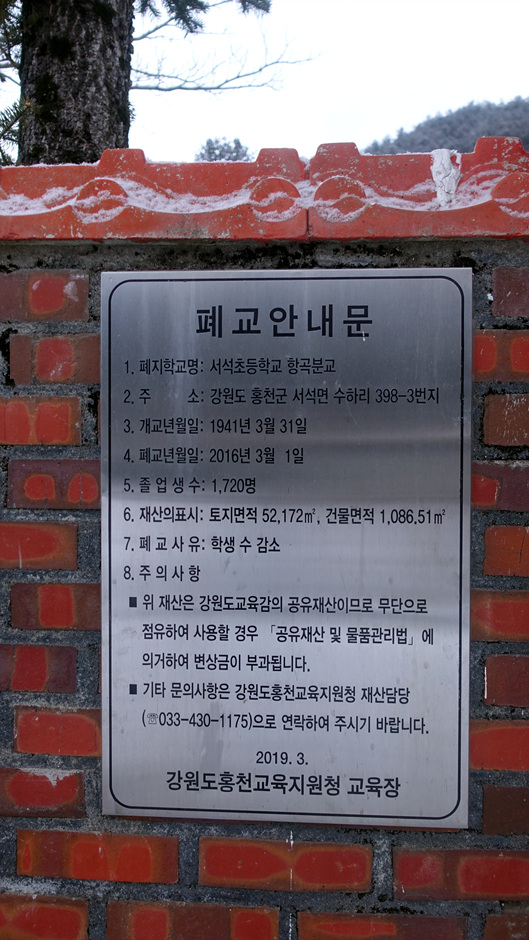 폐교안내문
1. 폐지학교명: 서석초등학교 항곡분교
2. 주 소: 강원도 홍천군 서석면 수하리 398-3번지
3. 개교년월일: 1941년 3월 31일
4. 폐교년월일: 2016년 3월 1일
5. 졸업생수: 1,720명
6. 재산의표시: 토지면적 52,172㎡, 건물면적 1,086.51㎡
7. 폐교사유: 학생 수 감소
8. 주의사항
■ 위 재산은 강원도교육감의 공유재산이므로 무단으로
점유하여 사용할 경우 「공유재산 및 물품관리법」에
의거하여 변상금이 부과됩니다.
■ 기타 문의사항은 강원도홍천교육지원청 재산담당
(☏033-430-1175)으로 연락하여 주시기 바랍니다.
2019. 3.
강원도홍천교육지원청 교육장